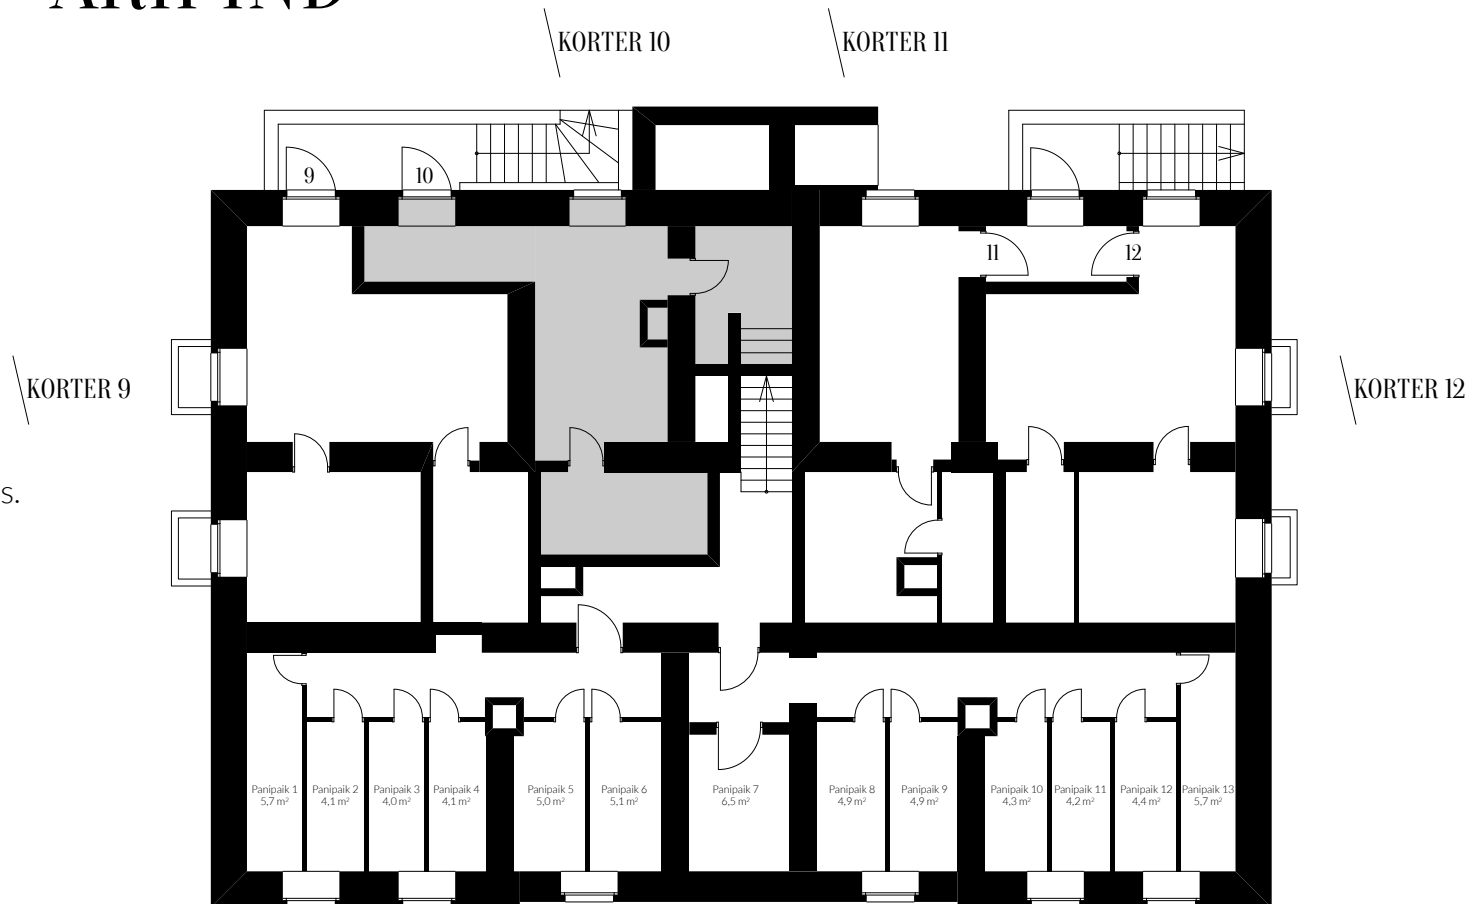 KORTER 10
KORTER 11
9
10
11
12
KORTER 9
KORTER 12
s.
Panipaik 1
5,7 m²
Panipaik 2
4,1 m²
Panipaik 3
4,0 m²
Panipaik 4
4,1 m²
Panipaik 5
5,0 m²
Panipaik 6
5,1 m²
Panipaik 7
6,5 m²
Panipaik 8
4,9 m²
Panipaik 9
4,9 m²
Panipaik 10
4,3 m²
Panipaik 11
4,2 m²
Panipaik 12
4,4 m²
Panipaik 13
5,7 m²